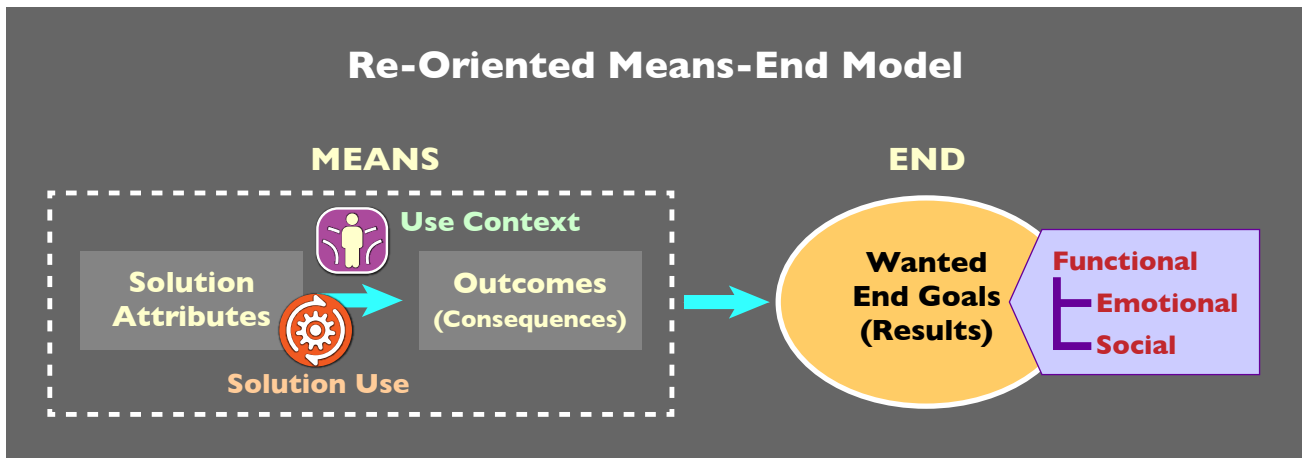 Re-Oriented Means-End Model
MEANS
END
Use Context
Solution
Attributes
Outcomes
(Consequences)
Solution Use
Wanted
End Goals
(Results)
Functional
Emotional
Social